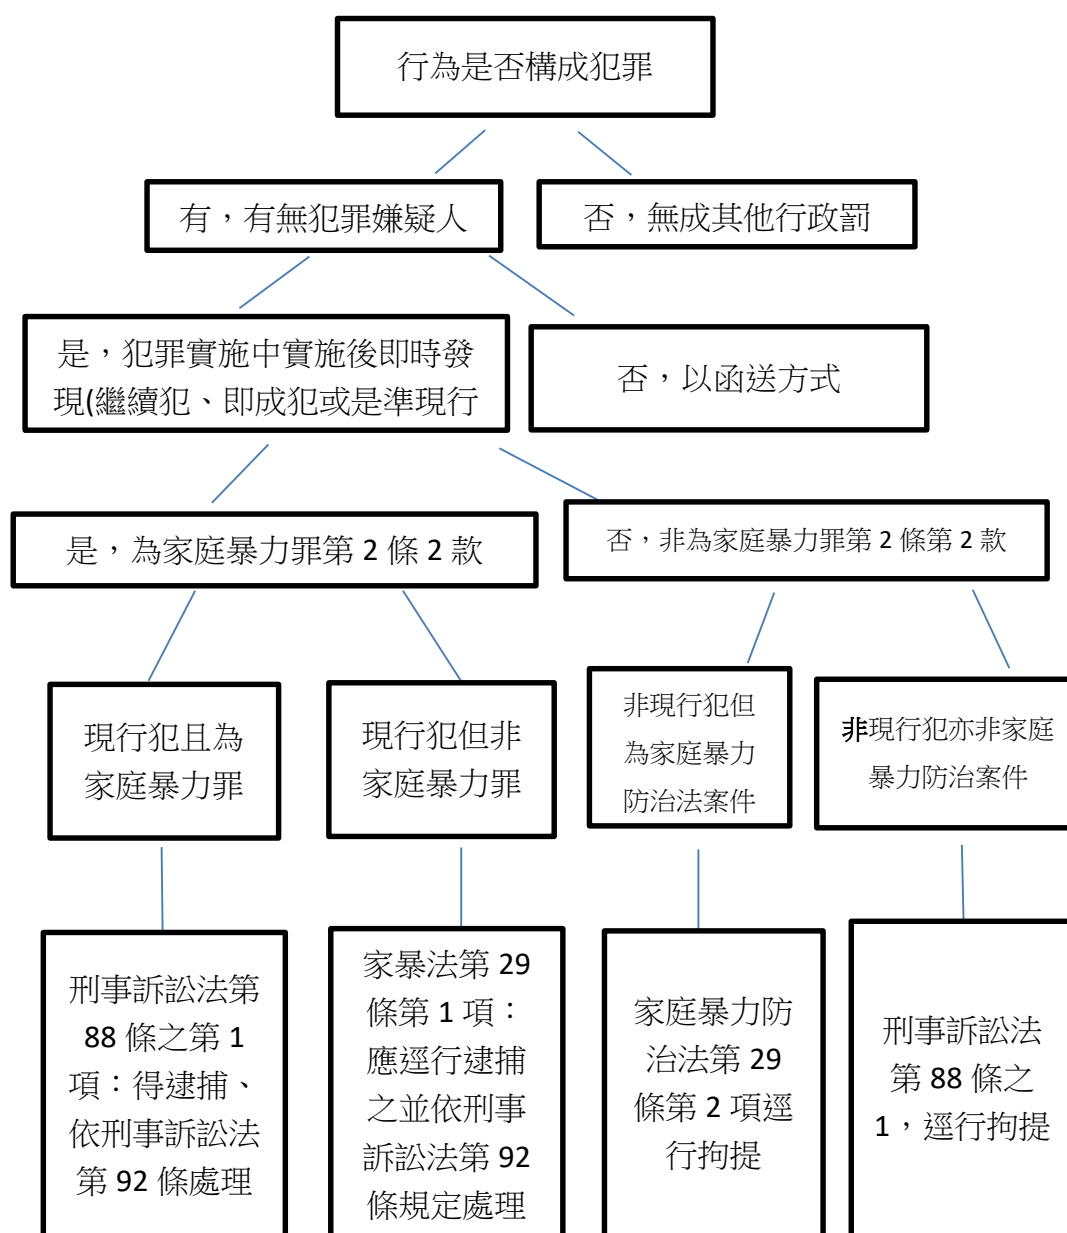 行為是否構成犯罪
有，有無犯罪嫌疑人
否，無成其他行政罰
是，犯罪實施中實施後即時發
現(繼續犯、即成犯或是準現行
否，以函送方式
是，為家庭暴力罪第 2 條 2 款
否，非為家庭暴力罪第 2 條第 2 款
現行犯且為
家庭暴力罪
現行犯但非
家庭暴力罪
非現行犯但
為家庭暴力
防治法案件
非現行犯亦非家庭
暴力防治案件
刑事訴訟法第
88 條之第 1
項：得逮捕、
依刑事訴訟法
第 92 條處理
家暴法第 29
條第 1 項：
應逕行逮捕
之並依刑事
訴訟法第 92
條規定處理
家庭暴力防
治法第 29
條第 2 項逕
行拘提
刑事訴訟法
第 88 條之
1，逕行拘提